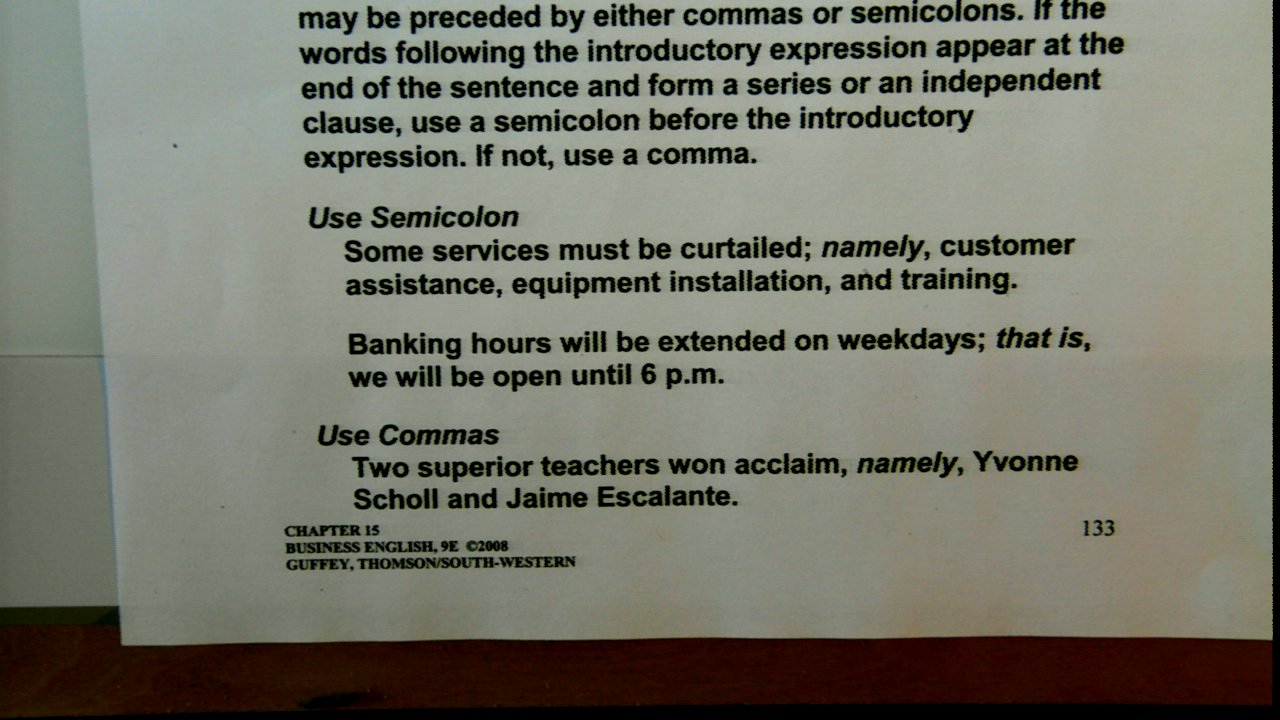 may be preceded by either commas or semicolons. If the
words following the introductory expression appear at the
end of the sentence and form a series or an independent
clause, use a semicolon before the introductory
expression. If not, use a comma.
Use Semicolon
Some services must be curtailed; namely, customer
assistance, equipment installation, and training.
Banking hours will be extended on weekdays; that is,
we will be open until 6 p.m.
Use Commas
Two superior teachers won acclaim, namely, Yvonne
Scholl and Jaime Escalante.
CHAPTER 15
133
BUSINESS ENGLISH, 9E ©2008
GUFFEY, THOMSON/SOUTH-WESTERN